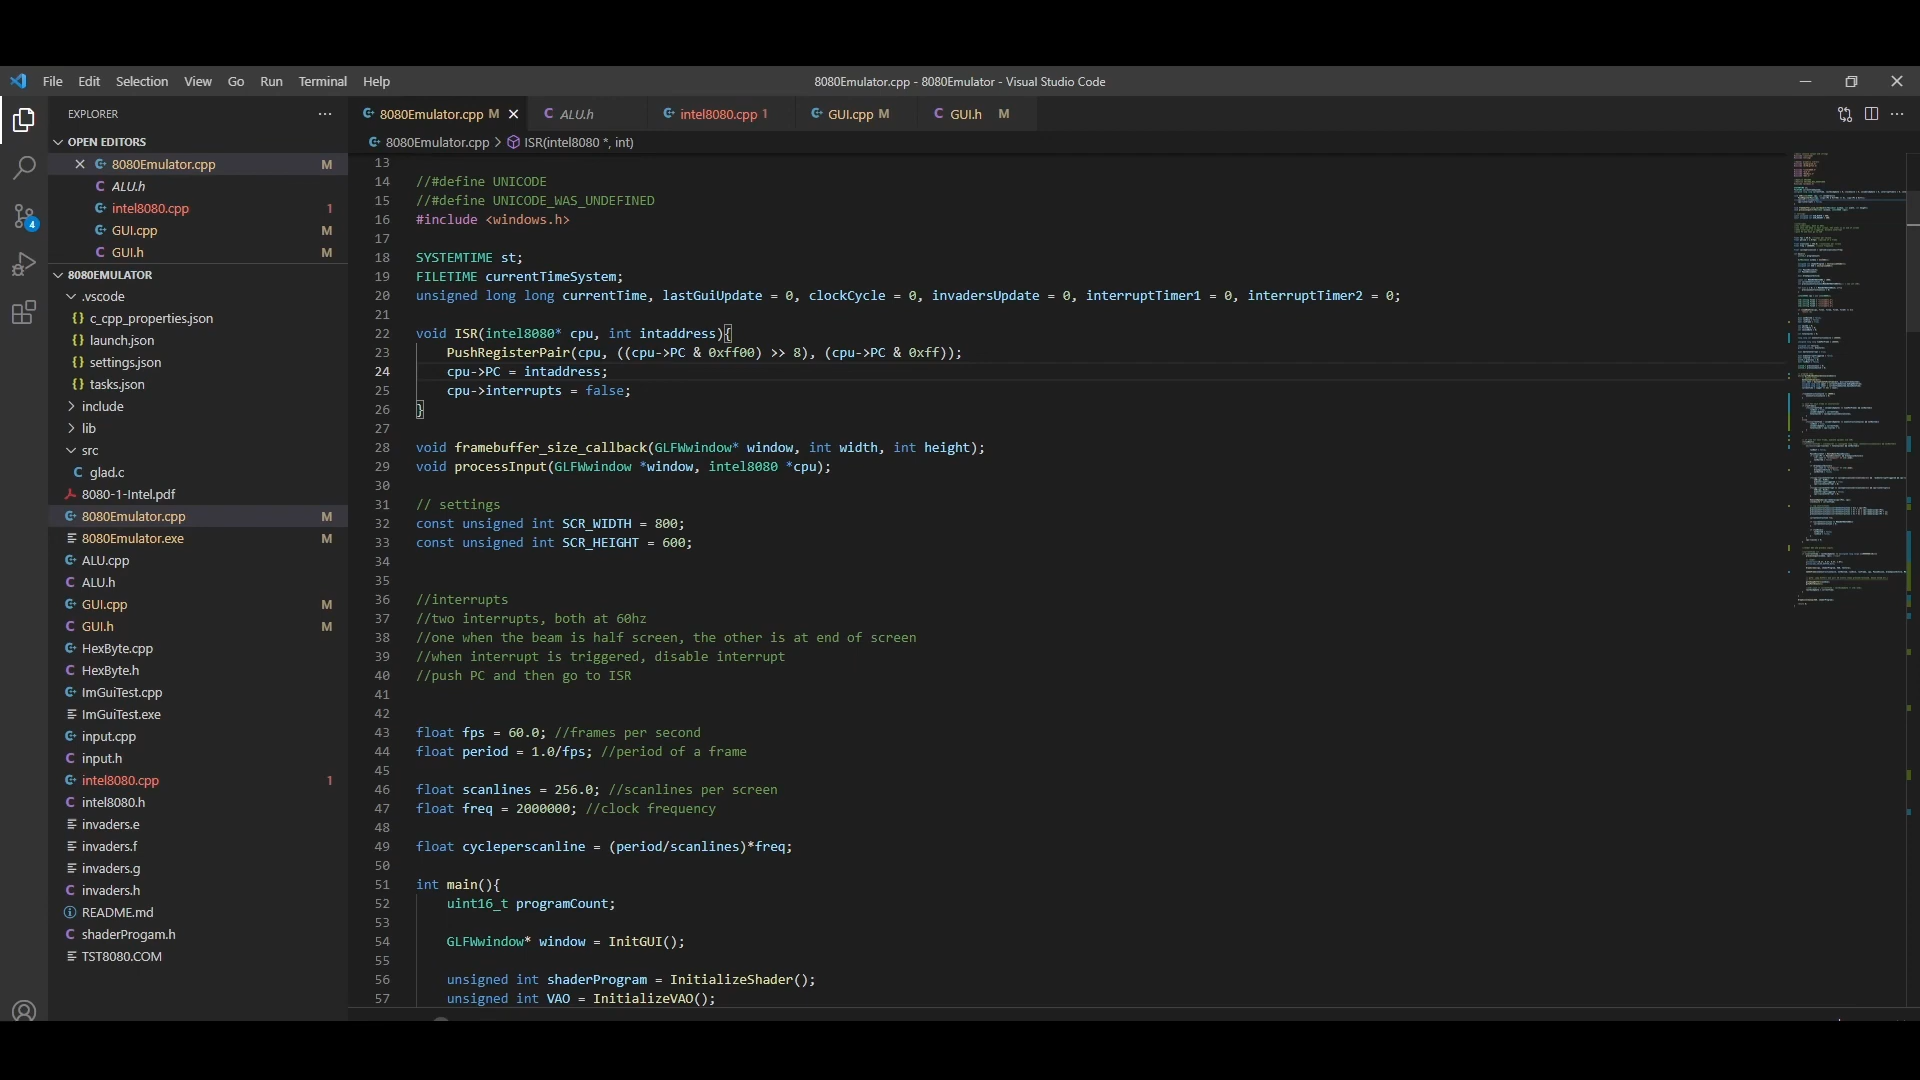 File Edit Selection View Go Run Terminal Help
8080Emulator.cpp - 8080Emulator - Visual Studio Code
EXPLORER
OPEN EDITORS
8080Emulator.cpp M
ALU.h
intel8080.cpp 1
GUI.cpp M
GUI.h M
4
8080EMULATOR
.vscode
{} c_cpp_properties.json
{} launch.json
{} settings.json
{} tasks.json
include
lib
src
C glad.c
8080-1-Intel.pdf
8080Emulator.cpp M
8080Emulator.exe M
ALU.cpp
C ALU.h
GUI.cpp M
C GUI.h M
HexByte.cpp
C HexByte.h
ImGuiTest.cpp
ImGuiTest.exe
input.cpp
C input.h
intel8080.cpp 1
C intel8080.h
invaders.e
invaders.f
invaders.g
C invaders.h
README.md
C shaderProgam.h
TST8080.COM
8080Emulator.cpp M C ALU.h intel8080.cpp 1 GUI.cpp M C GUI.h M
8080Emulator.cpp > ISR(intel8080 *, int)
13
14 //#define UNICODE
15 //#define UNICODE_WAS_UNDEFINED
16 #include <windows.h>
17
18 SYSTEMTIME st;
19 FILETIME currentTimeSystem;
20 unsigned long long currentTime, lastGuiUpdate = 0, clockCycle = 0, invadersUpdate = 0, interruptTimer1 = 0, interruptTimer2 = 0;
21
22 void ISR(intel8080* cpu, int intaddress){
23 PushRegisterPair(cpu, ((cpu->PC & 0xff00) >> 8), (cpu->PC & 0xff));
24 cpu->PC = intaddress;
25 cpu->interrupts = false;
26 }
27
28 void framebuffer_size_callback(GLFWwindow* window, int width, int height);
29 void processInput(GLFWwindow *window, intel8080 *cpu);
30
31 // settings
32 const unsigned int SCR_WIDTH = 800;
33 const unsigned int SCR_HEIGHT = 600;
34
35
36 //interrupts
37 //two interrupts, both at 60hz
38 //one when the beam is half screen, the other is at end of screen
39 //when interrupt is triggered, disable interrupt
40 //push PC and then go to ISR
41
42
43 float fps = 60.0; //frames per second
44 float period = 1.0/fps; //period of a frame
45
46 float scanlines = 256.0; //scanlines per screen
47 float freq = 2000000; //clock frequency
48
49 float cycleperscanline = (period/scanlines)*freq;
50
51 int main(){
52 uint16_t programCount;
53
54 GLFWwindow* window = InitGUI();
55
56 unsigned int shaderProgram = InitializeShader();
57 unsigned int VAO = InitializeVAO();